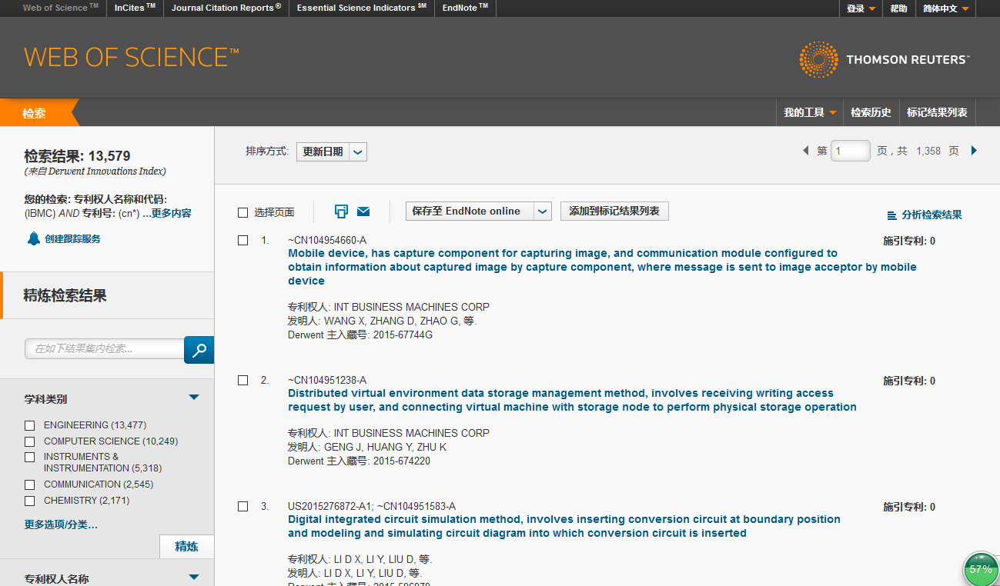 Web of Science TM InCites TM Journal Citation Reports ® Essential Science Indicators SM EndNote TM 登录 帮助 简体中文
WEB OF SCIENCE™
THOMSON REUTERS™
检索 我的工具 检索历史 标记结果列表
检索结果: 13,579
(来自 Derwent Innovations Index)
您的检索: 专利权人名称和代码:
(IBMC) AND 专利号: (cn*) ...更多内容
创建跟踪服务
精炼检索结果
在如下结果集内检索...
学科类别
ENGINEERING (13,477)
COMPUTER SCIENCE (10,249)
INSTRUMENTS &
INSTRUMENTATION (5,318)
COMMUNICATION (2,545)
CHEMISTRY (2,171)
更多选项/分类...
精炼
专利权人名称
排序方式: 更新日期
第 1 页 , 共 1,358 页
选择页面 保存至 EndNote online 添加到标记结果列表
分析检索结果
1. ~CN104954660-A 施引专利: 0
Mobile device, has capture component for capturing image, and communication module configured to
obtain information about captured image by capture component, where message is sent to image acceptor by mobile
device
专利权人: INT BUSINESS MACHINES CORP
发明人: WANG X, ZHANG D, ZHAO G, 等.
Derwent 主入藏号: 2015-67744G
2. ~CN104951238-A 施引专利: 0
Distributed virtual environment data storage management method, involves receiving writing access
request by user, and connecting virtual machine with storage node to perform physical storage operation
专利权人: INT BUSINESS MACHINES CORP
发明人: GENG J, HUANG Y, ZHU K
Derwent 主入藏号: 2015-674220
3. US2015276872-A1; ~CN104951583-A 施引专利: 0
Digital integrated circuit simulation method, involves inserting conversion circuit at boundary position
and modeling and simulating circuit diagram into which conversion circuit is inserted
专利权人: LI D X, LI Y, LIU D, 等.
发明人: LI D X, LI Y, LIU D, 等.
Derwent 主入藏号:
57%